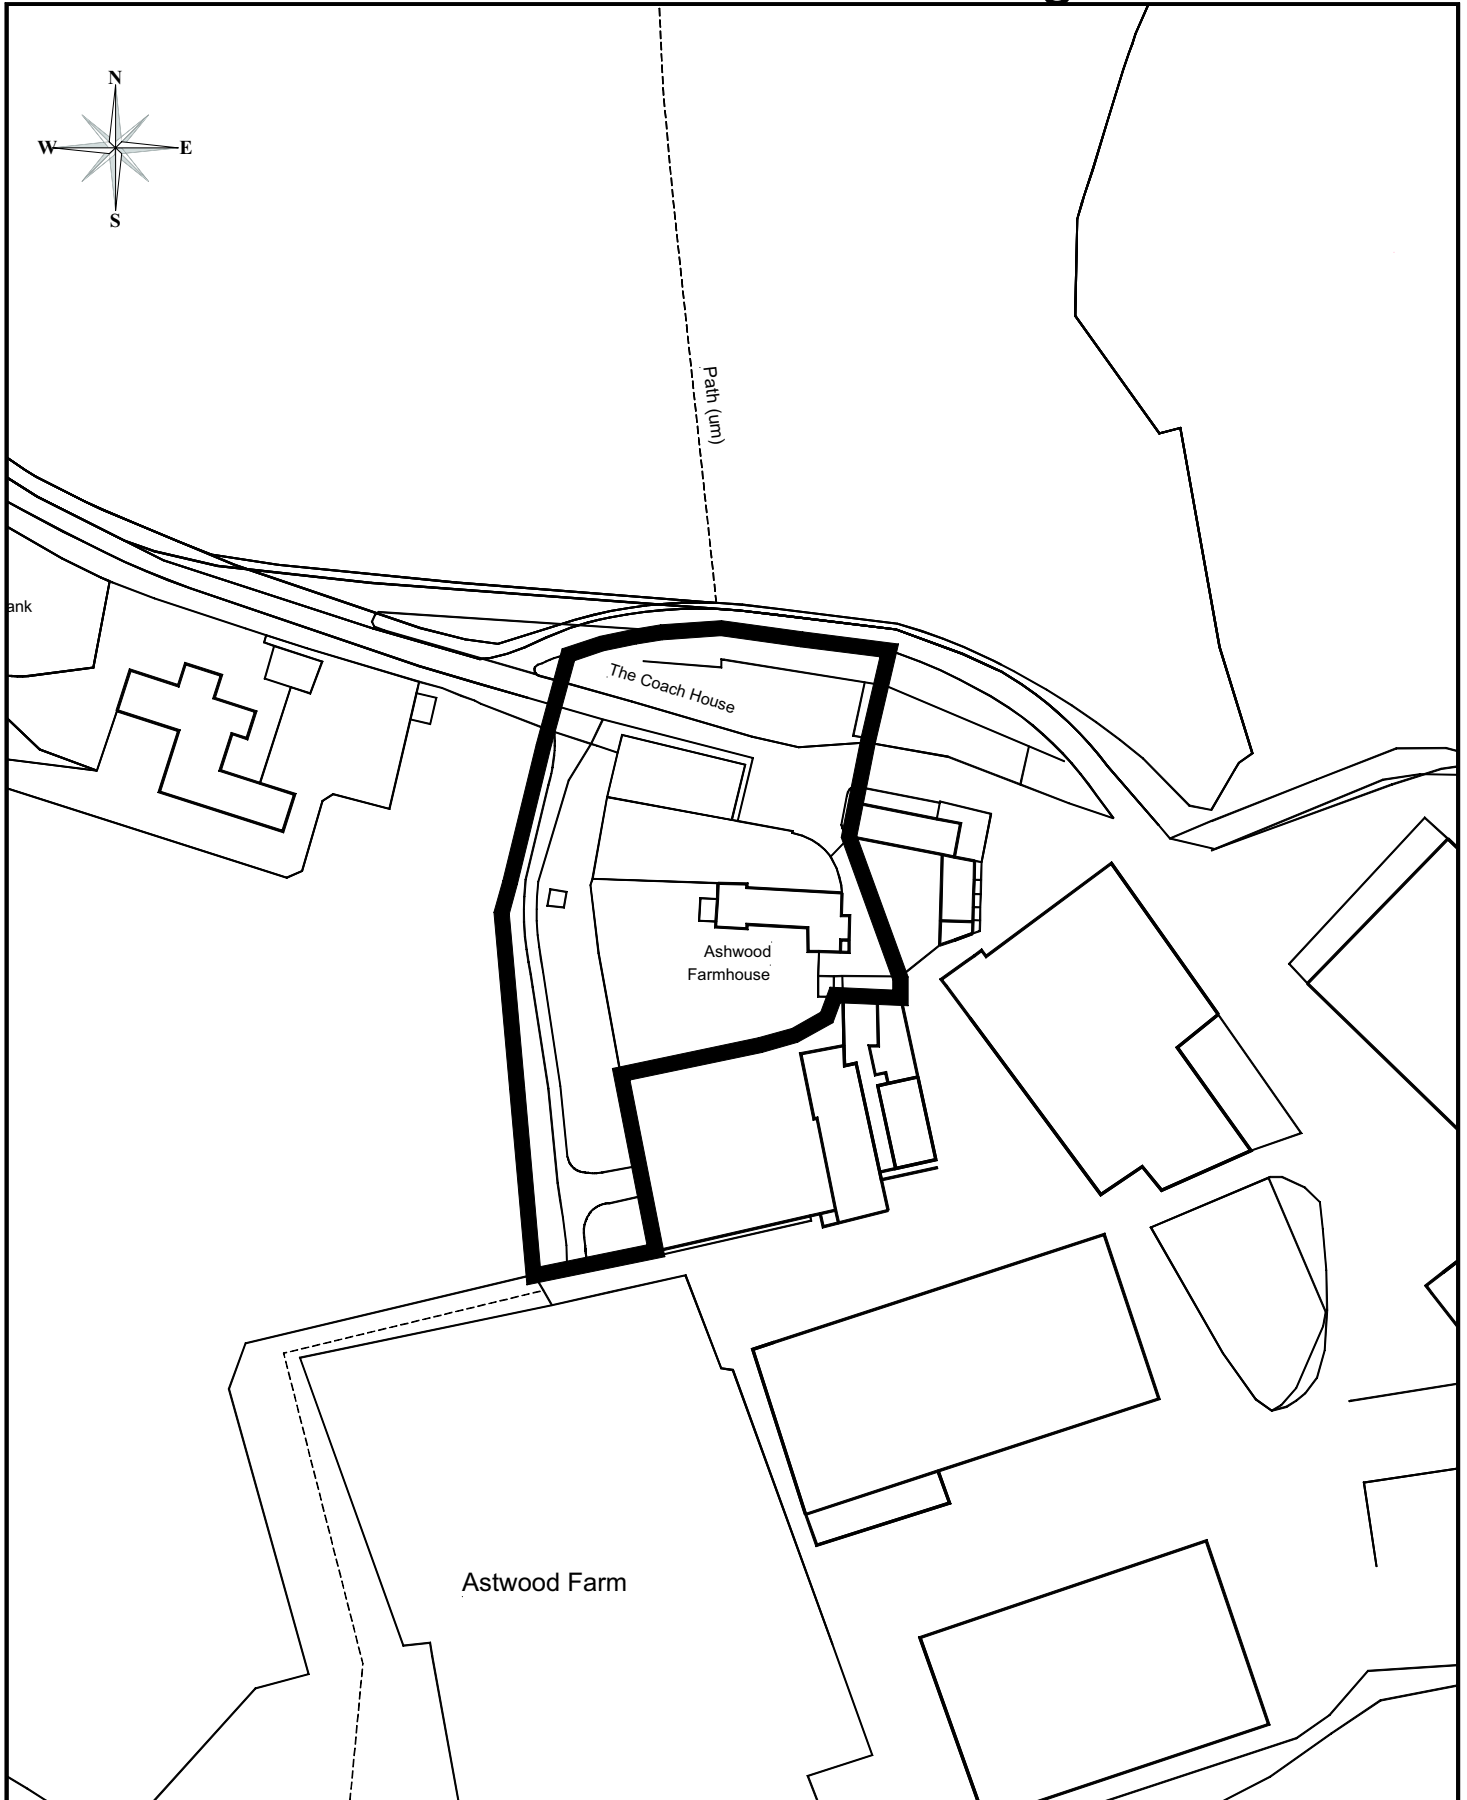 N
W E
S
Path (um)
ank
The Coach House
Ashwood
Farmhouse
Astwood Farm